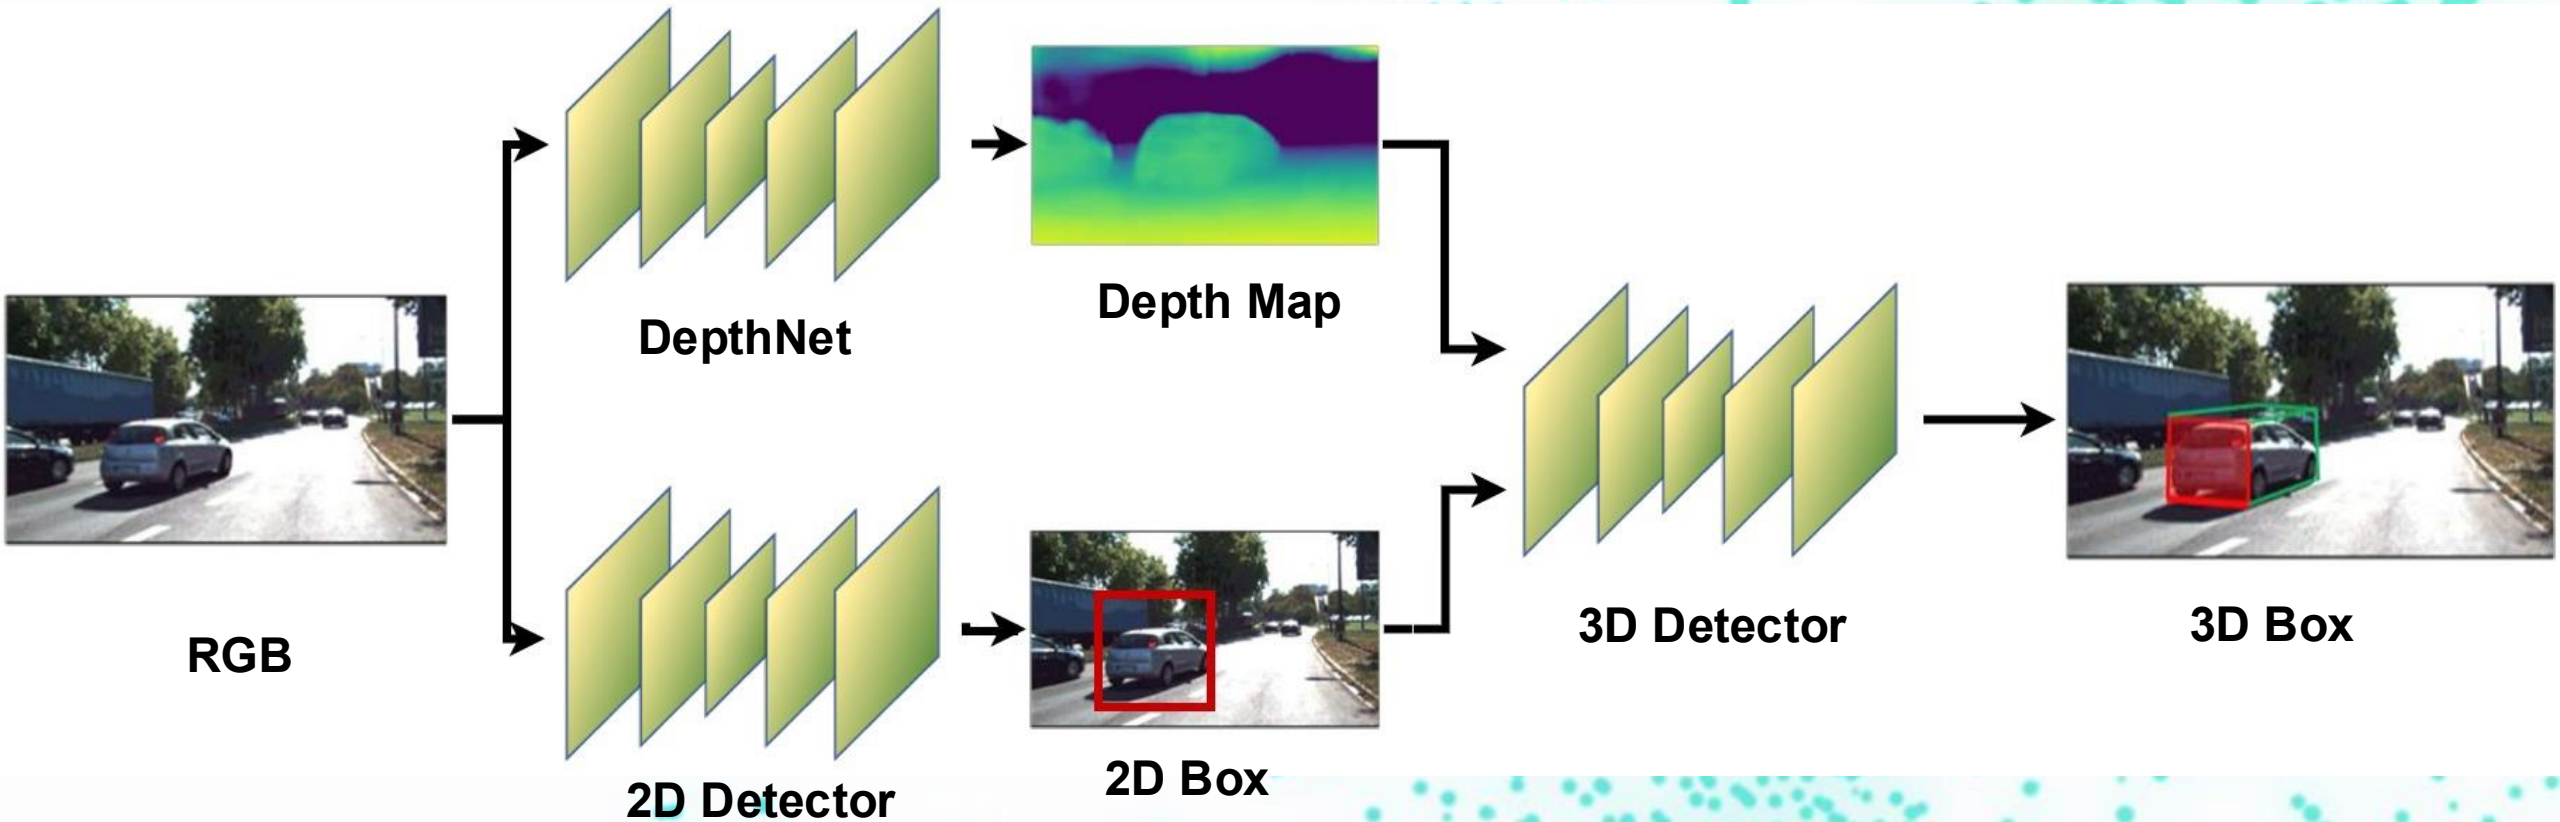 DepthNet
Depth Map
RGB
2D Detector
2D Box
3D Detector
3D Box